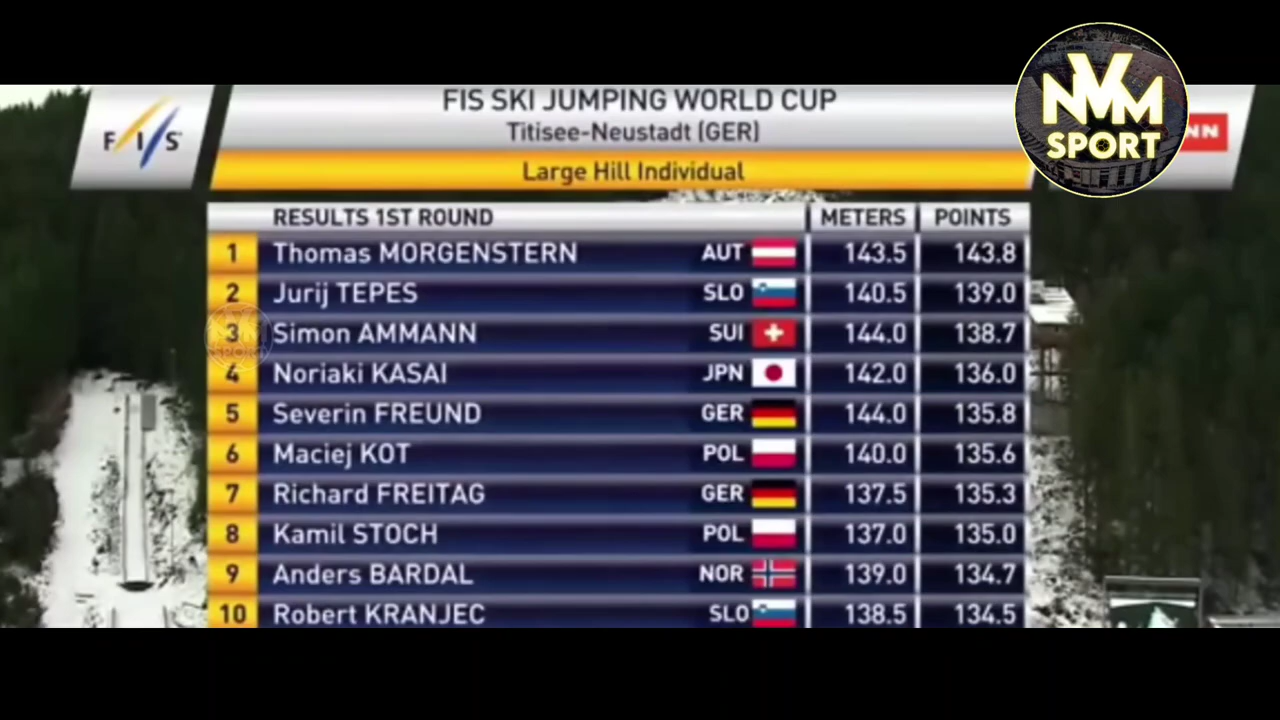 FIS SKI JUMPING WORLD CUP
NVM
SPORT
FIS
Titisee-Neustadt (GER)
NN
Large Hill Individual
RESULTS 1ST ROUND METERS POINTS
1 Thomas MORGENSTERN AUT 143.5 143.8
2 Jurij TEPES SLO 140.5 139.0
3 Simon AMMANN SUI 144.0 138.7
4 Noriaki KASAI JPN 142.0 136.0
5 Severin FREUND GER 144.0 135.8
6 Maciej KOT POL 140.0 135.6
7 Richard FREITAG GER 137.5 135.3
8 Kamil STOCH POL 137.0 135.0
9 Anders BARDAL NOR 139.0 134.7
10 Robert KRANJEC SLO 138.5 134.5